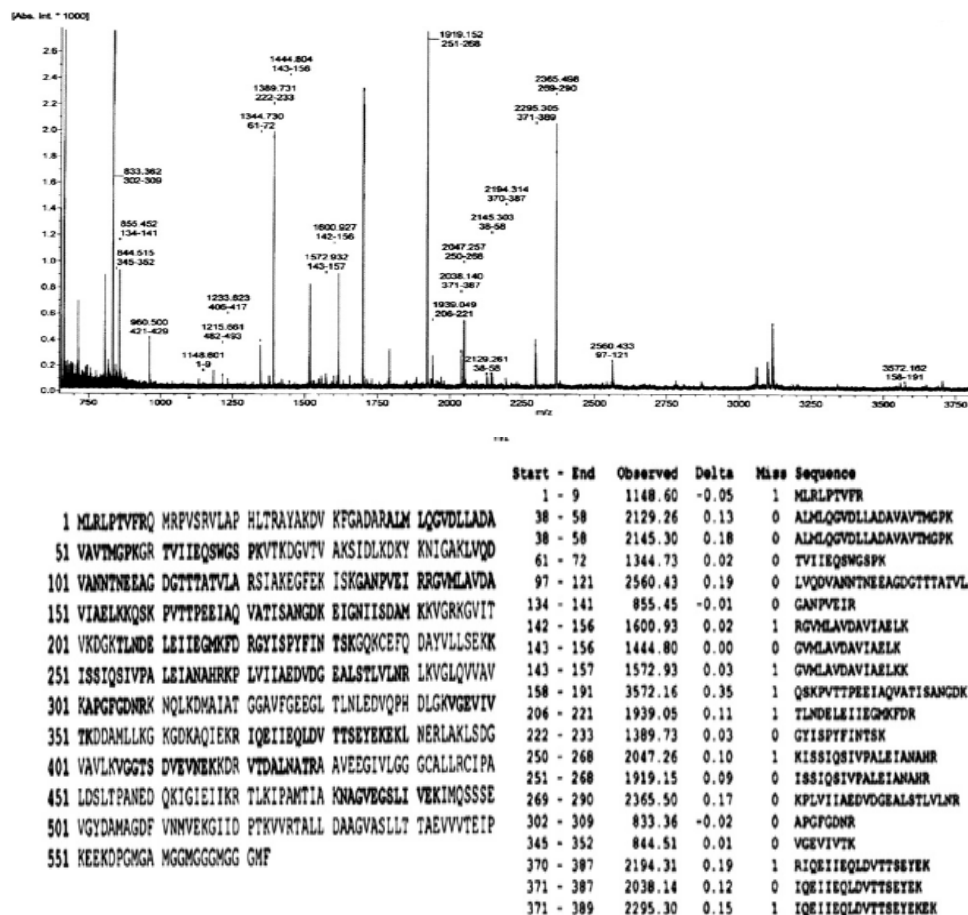 [Abs. Int. * 1000]
2.6
2.4
2.2
2.0
1.8
1.6
1.4
1.2
1.0
0.8
0.6
0.4
0.2
0.0
833.362
302-309
855.452
134-141
844.515
345-352
960.500
421-429
1148.601
1-9
1215.661
482-493
1233.623
406-417
1344.730
61-72
1389.731
222-233
1444.804
143-156
1572.932
143-157
1600.927
142-156
1919.152
251-268
1939.049
206-221
2038.140
371-387
2047.257
250-268
2129.261
38-58
2145.303
38-58
2194.314
370-387
2295.305
371-389
2365.498
269-290
2560.433
97-121
3572.162
158-191
750 1000 1250 1500 1750 2000 2250 2500 2750 3000 3250 3500 3750
m/z
1 MLRLPTVFRQ MRPVSRVLAP HLTRAYAKDV KFGADARALM LQGVDLLADA
51 VAVTMGPKGR TVIIEQSWGS PKVTKDGVTV AKSIDLKDKY KNIGAKLVQD
101 VANNTNEEAG DGTTTATVLA RSIAKEGFEK ISKGANPVEI RRGVMLAVDA
151 VIAELKKQSK PVTTPEEIAQ VATISANGDK EIGNIISDAM KKVGRKGVIT
201 VKDGKTLNDE LEIIEGMKFD RGYISPYFIN TSKGQKCEFQ DAYVLLSEKK
251 ISSIQSIVPA LEIANAHRKP LVIIAEDVDG EALSTLVLNR LKVGLQVVAV
301 KAPGFGDNRK NQLKDMAIAT GGAVFGEEGL TLNLEDVQPH DLGKVGEVIV
351 TKDDAMLLKG KGDKAQIEKR IQEIIEQLDV TTSEYEKEKL NERLAKLSDG
401 VAVLKVGGTS DVEVNEKKDR VTDALNATRA AVEEGIVLGG GCALLRCIPA
451 LDSLTPANED QKIGIEIIKR TLKIPAMTIA KNAGVEGSLI VEKIMQSSSE
501 VGYDAMAGDF VNMVEKGIID PTKVVRTALL DAAGVASLLT TAEVVVTEIP
551 KEEKDPGMGA MGGMGGGMGG GMF
Start - End Observed Delta Miss Sequence
1 - 9 1148.60 -0.05 1 MLRLPTVFR
38 - 58 2129.26 0.13 0 ALMLQGVDLLADAVAVTMGPK
38 - 58 2145.30 0.18 0 ALMLQGVDLLADAVAVTMGPK
61 - 72 1344.73 0.02 0 TVIIEQSWGSPK
97 - 121 2560.43 0.19 0 LVQDVANNTNEEAGDGTTTATVL
134 - 141 855.45 -0.01 0 GANPVEIR
142 - 156 1600.93 0.02 1 RGVMLAVDAVIAELK
143 - 156 1444.80 0.00 0 GVMLAVDAVIAELK
143 - 157 1572.93 0.03 1 GVMLAVDAVIAELKK
158 - 191 3572.16 0.35 1 QSKPVTTPEEIAQVATISANGDK
206 - 221 1939.05 0.11 1 TLNDELEIIEGMKFDR
222 - 233 1389.73 0.03 0 GYISPYFINTSK
250 - 268 2047.26 0.10 1 KISSIQSIVPALEIANAHR
251 - 268 1919.15 0.09 0 ISSIQSIVPALEIANAHR
269 - 290 2365.50 0.17 0 KPLVIIAEDVDGEALSTLVLNR
302 - 309 833.36 -0.02 0 APGFGDNR
345 - 352 844.51 0.01 0 VGEVIVTK
370 - 387 2194.31 0.19 1 RIQEIIEQLDVTTSEYEK
371 - 387 2038.14 0.12 0 IQEIIEQLDVTTSEYEK
371 - 389 2295.30 0.15 1 IQEIIEQLDVTTSEYEKEK